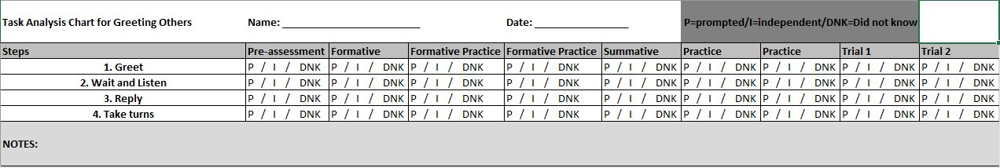 Task Analysis Chart for Greeting Others Name: ___________________________ Date: __________________ P=prompted/I=independent/DNK=Did not know
Steps Pre-assessment Formative Formative Practice Formative Practice Summative Practice Practice Trial 1 Trial 2
1. Greet P / I / DNK P / I / DNK P / I / DNK P / I / DNK P / I / DNK P / I / DNK P / I / DNK P / I / DNK P / I / DNK
2. Wait and Listen P / I / DNK P / I / DNK P / I / DNK P / I / DNK P / I / DNK P / I / DNK P / I / DNK P / I / DNK P / I / DNK
3. Reply P / I / DNK P / I / DNK P / I / DNK P / I / DNK P / I / DNK P / I / DNK P / I / DNK P / I / DNK P / I / DNK
4. Take turns P / I / DNK P / I / DNK P / I / DNK P / I / DNK P / I / DNK P / I / DNK P / I / DNK P / I / DNK P / I / DNK
NOTES: